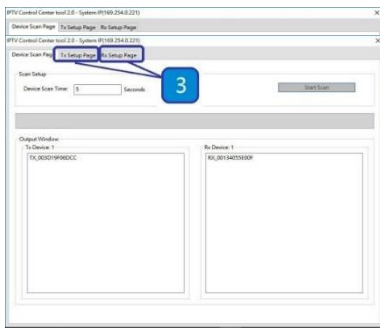 IPTV Control Center tool 2.0 - System IP(169.254.0.221)
Device Scan Page Tx Setup Page Rx Setup Page
IPTV Control Center tool 2.0 - System IP(169.254.0.221)
Device Scan Page Tx Setup Page Rx Setup Page
3
Scan Setup
Device Scan Time: 5 Seconds Start Scan
Output Window
Tx Device: 1 Rx Device: 1